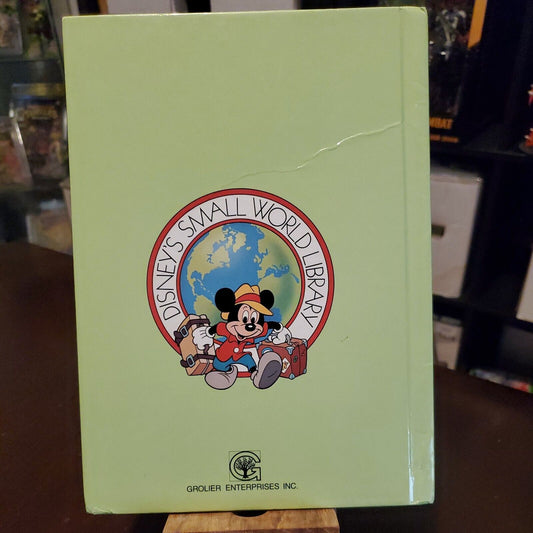 DISNEY'S SMALL WORLD LIBRARY
G
GROLIER ENTERPRISES INC.